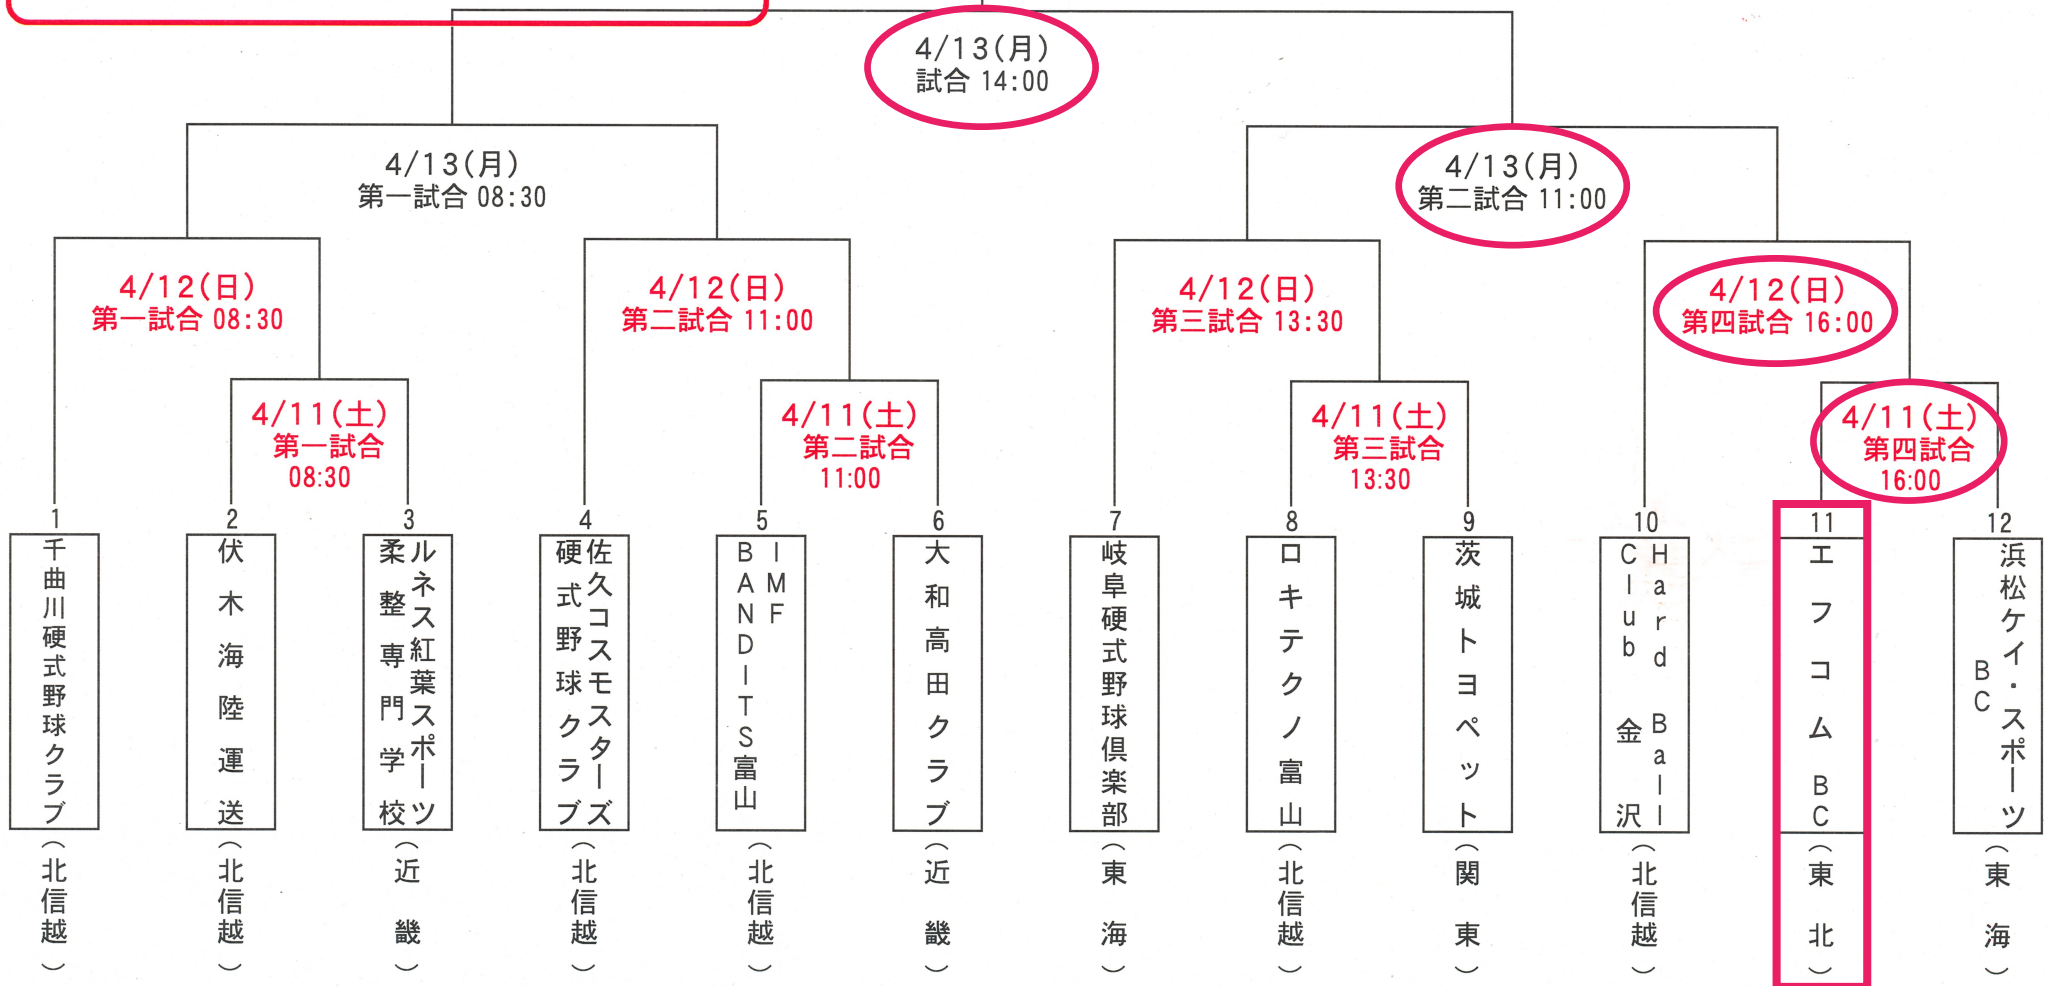 4/13(月)
試合 14:00
4/13(月)
第一試合 08:30
4/13(月)
第二試合 11:00
4/12(日)
第一試合 08:30
4/12(日)
第二試合 11:00
4/12(日)
第三試合 13:30
4/12(日)
第四試合 16:00
4/11(土)
第一試合
08:30
4/11(土)
第二試合
11:00
4/11(土)
第三試合
13:30
4/11(土)
第四試合
16:00
1
千曲川硬式野球クラブ
(北信越)
2
伏木海陸運送
(北信越)
3
ルネス紅葉スポーツ
柔整専門学校
(近畿)
4
佐久コスモスターズ
硬式野球クラブ
(北信越)
5
IMF
BANDITS富山
(北信越)
6
大和高田クラブ
(近畿)
7
岐阜硬式野球倶楽部
(東海)
8
ロキテクノ富山
(北信越)
9
茨城トヨペット
(関東)
10
Hard Ball
Club 金沢
(北信越)
11
エフコムBC
(東北)
12
浜松ケイ・スポーツ
BC
(東海)